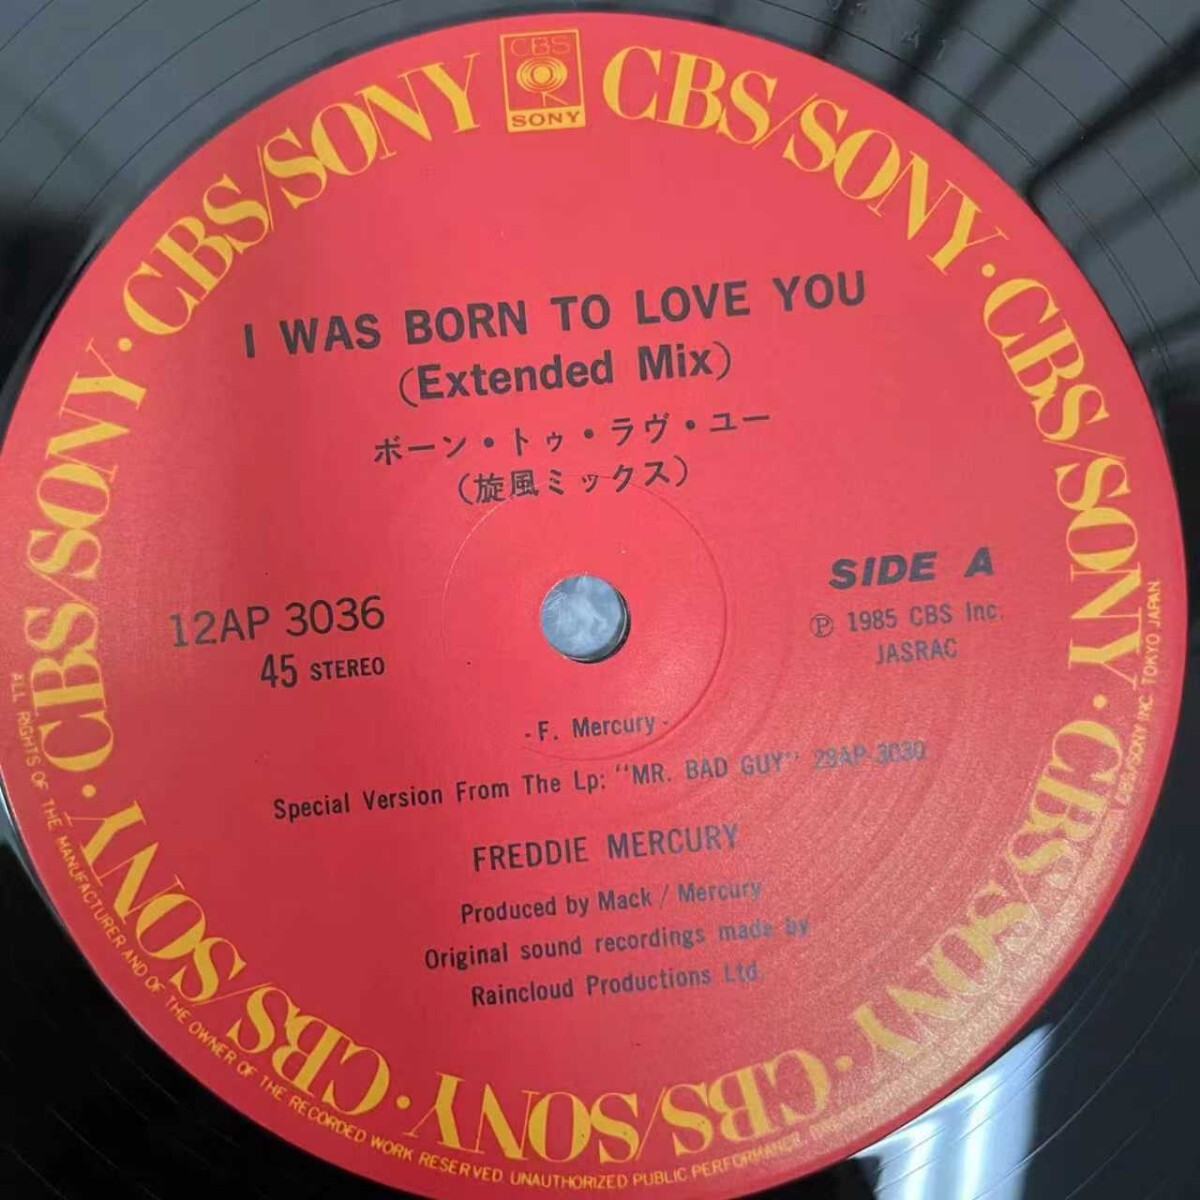 CBS
SONY
CBS/SONY · CBS/SONY · CBS/SONY · CBS/SONY · CBS/SONY · CBS/SONY · CBS/SONY
I WAS BORN TO LOVE YOU
(Extended Mix)
ボーン・トゥ・ラヴ・ユー
(旋風ミックス)
12AP 3036
45 STEREO
SIDE A
Ⓟ 1985 CBS Inc.
JASRAC
- F. Mercury -
Special Version From The Lp: "MR. BAD GUY" 28AP-3030
FREDDIE MERCURY
Produced by Mack / Mercury
Original sound recordings made by
Raincloud Productions Ltd.
ALL RIGHTS OF THE MANUFACTURER AND OF THE OWNER OF THE RECORDED WORK RESERVED. UNAUTHORIZED PUBLIC PERFORMANCE,
CBS/SONY INC. TOKYO JAPAN